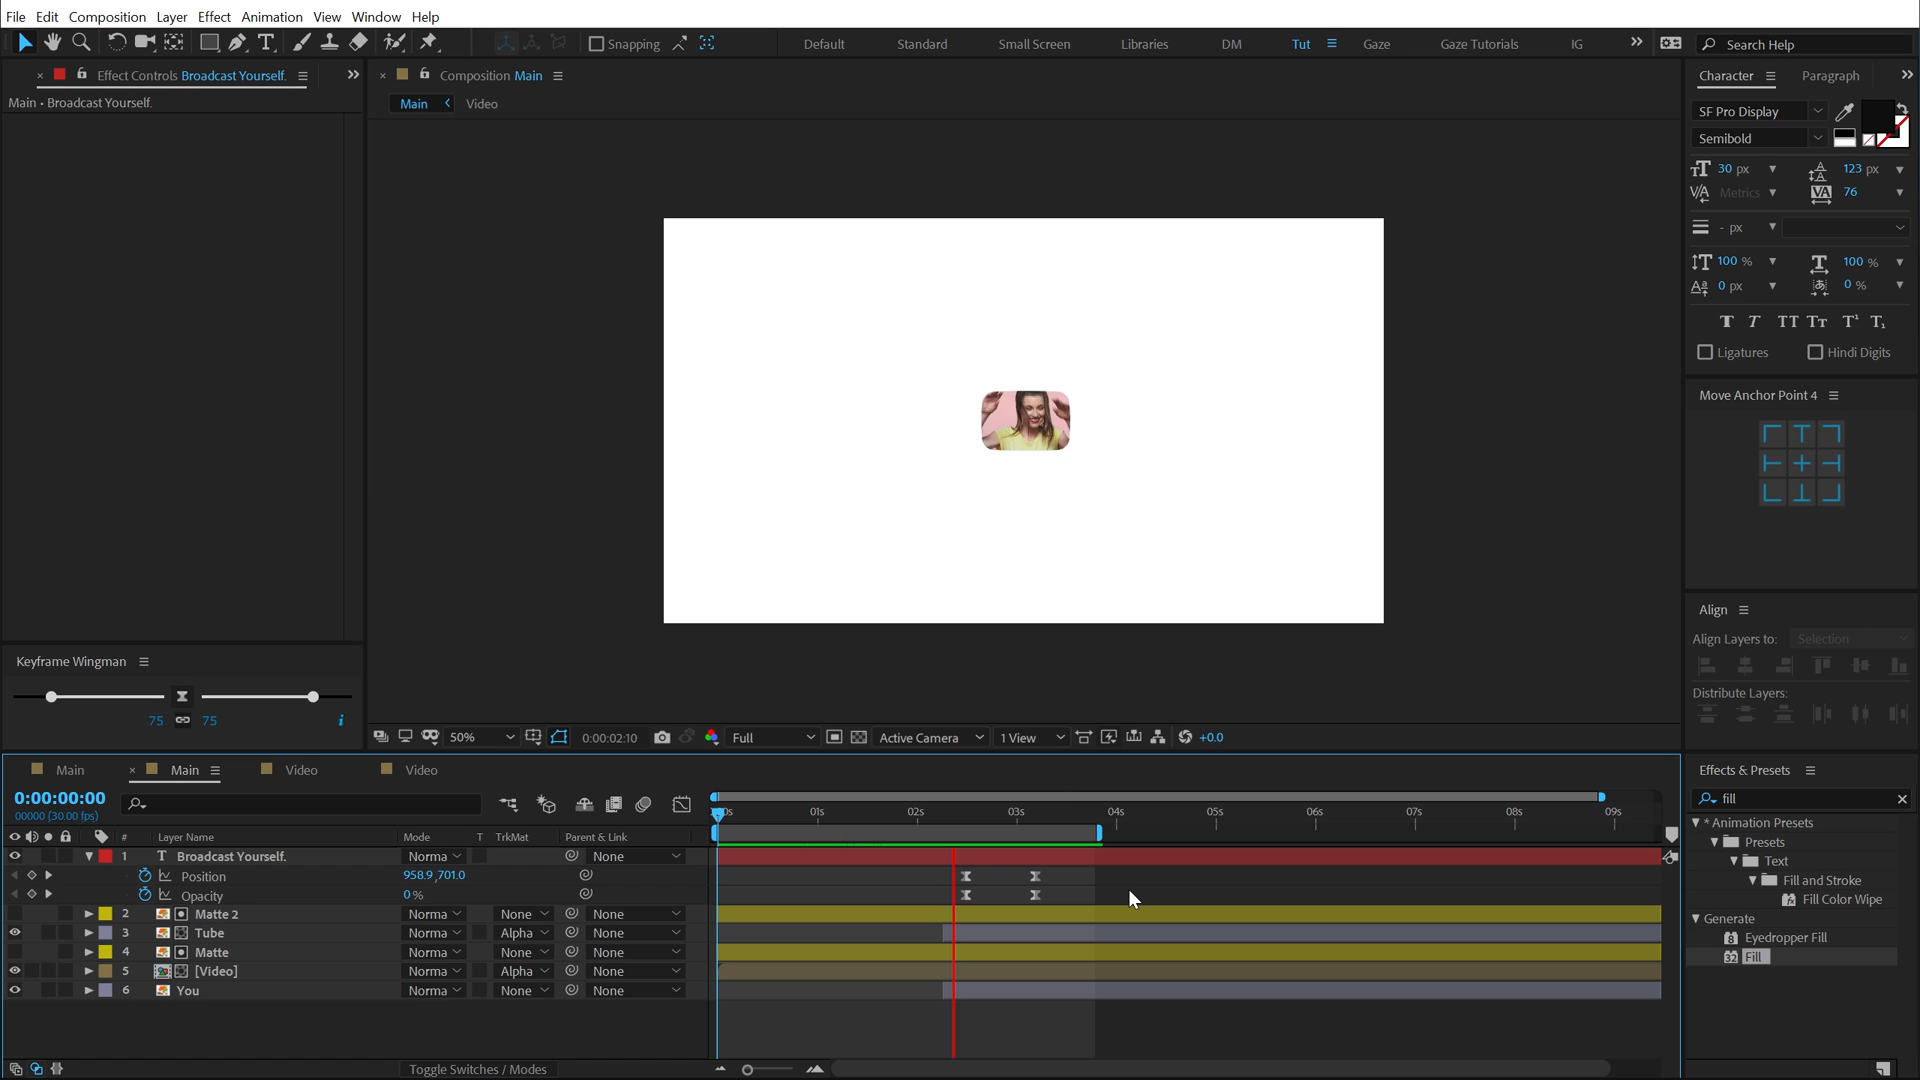 File Edit Composition Layer Effect Animation View Window Help
Snapping Default Standard Small Screen Libraries DM Tut Gaze Gaze Tutorials IG Search Help
Effect Controls Broadcast Yourself.
Main • Broadcast Yourself.
Composition Main
Main Video
Character Paragraph
SF Pro Display
Semibold
30 px 123 px
Metrics 76
- px
100 % 100 %
0 px 0 %
Ligatures Hindi Digits
Move Anchor Point 4
Align
Align Layers to: Selection
Distribute Layers:
Keyframe Wingman
75 75
50% 0:00:02:10 Full Active Camera 1 View +0.0
Main Main Video Video
0:00:00:00
00000 (30.00 fps)
01s 02s 03s 04s 05s 06s 07s 08s 09s
# Layer Name Mode T TrkMat Parent & Link
1 Broadcast Yourself. Norma None
Position 958.9,701.0
Opacity 0 %
2 Matte 2 Norma None None
3 Tube Norma Alpha None
4 Matte Norma None None
5 [Video] Norma Alpha None
6 You Norma None None
Toggle Switches / Modes
Effects & Presets
fill
* Animation Presets
Presets
Text
Fill and Stroke
Fill Color Wipe
Generate
Eyedropper Fill
Fill